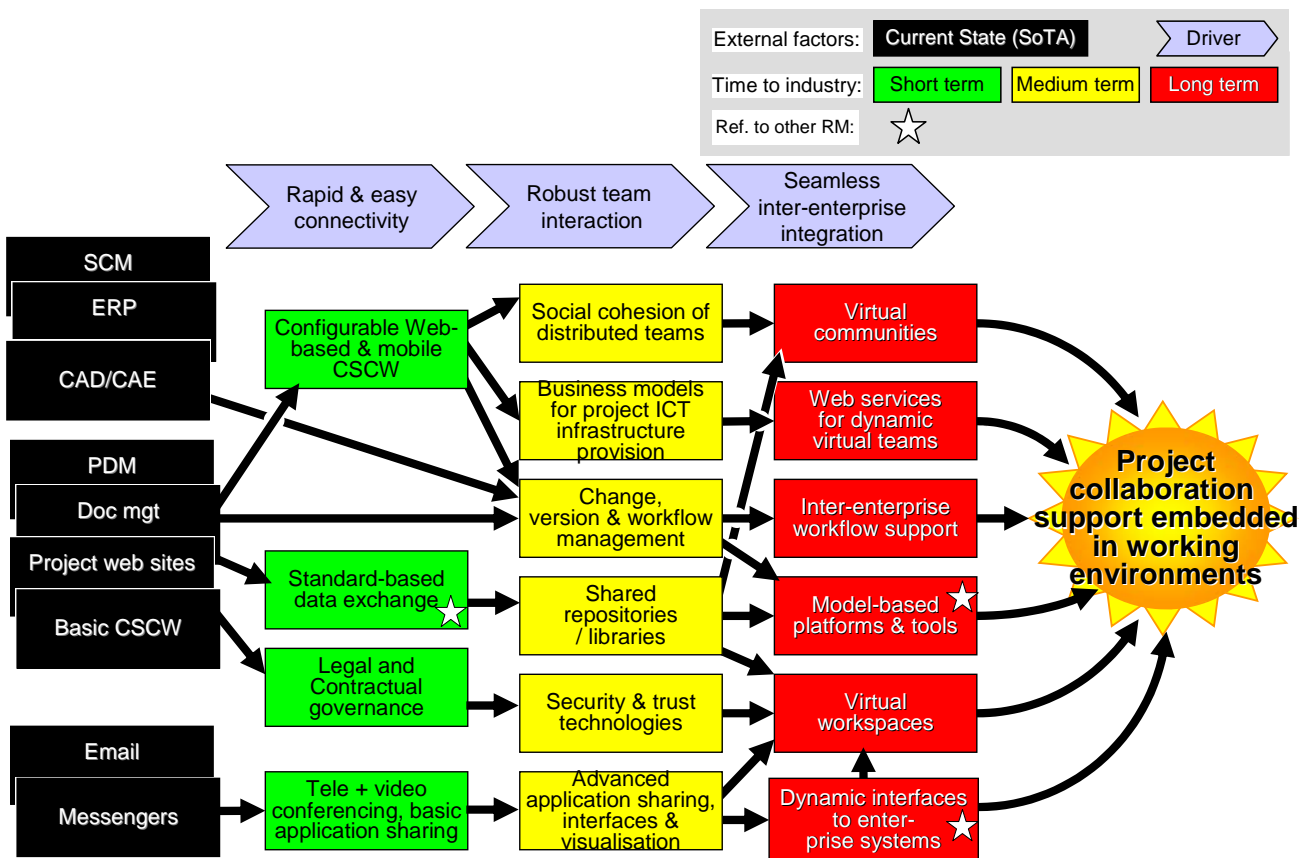 External factors:
Current State (SoTA)
Driver
Time to industry:
Short term
Medium term
Long term
Ref. to other RM:
Rapid & easy
connectivity
Robust team
interaction
Seamless
inter-enterprise
integration
SCM
ERP
CAD/CAE
PDM
Doc mgt
Project web sites
Basic CSCW
Email
Messengers
Configurable Web-
based & mobile
CSCW
Standard-based
data exchange
Legal and
Contractual
governance
Tele + video
conferencing, basic
application sharing
Social cohesion of
distributed teams
Business models
for project ICT
infrastructure
provision
Change,
version & workflow
management
Shared
repositories
/ libraries
Security & trust
technologies
Advanced
application sharing,
interfaces &
visualisation
Virtual
communities
Web services
for dynamic
virtual teams
Inter-enterprise
workflow support
Model-based
platforms & tools
Virtual
workspaces
Dynamic interfaces
to enter-
prise systems
Project
collaboration
support embedded
in working
environments